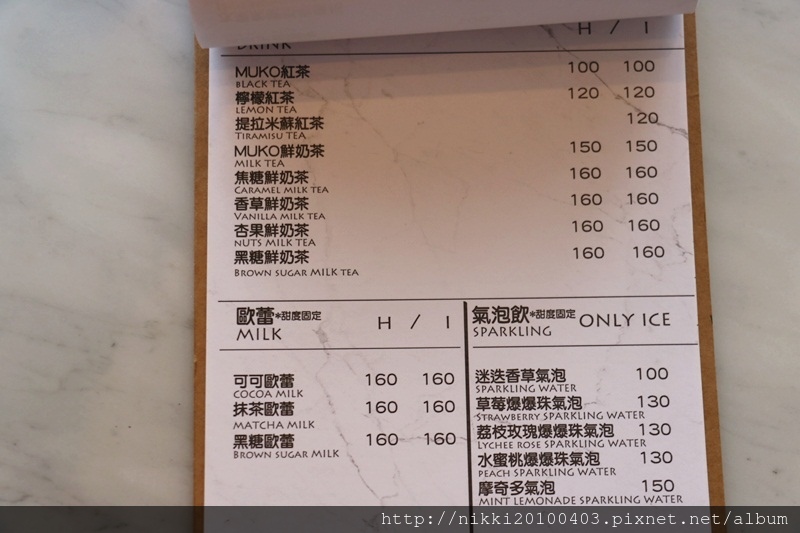 DRINK H / I
MUKO紅茶 100 100
BLACK TEA
檸檬紅茶 120 120
LEMON TEA
提拉米蘇紅茶 120
TIRAMISU TEA
MUKO鮮奶茶 150 150
MILK TEA
焦糖鮮奶茶 160 160
CARAMEL MILK TEA
香草鮮奶茶 160 160
VANILLA MILK TEA
杏果鮮奶茶 160 160
NUTS MILK TEA
黑糖鮮奶茶 160 160
BROWN SUGAR MILK TEA
歐蕾*甜度固定 H / I
MILK
可可歐蕾 160 160
COCOA MILK
抹茶歐蕾 160 160
MATCHA MILK
黑糖歐蕾 160 160
BROWN SUGAR MILK
氣泡飲*甜度固定 ONLY ICE
SPARKLING
迷迭香草氣泡 100
SPARKLING WATER
草莓爆爆珠氣泡 130
STRAWBERRY SPARKLING WATER
荔枝玫瑰爆爆珠氣泡 130
LYCHEE ROSE SPARKLING WATER
水蜜桃爆爆珠氣泡 130
PEACH SPARKLING WATER
摩奇多氣泡 150
MINT LEMONADE SPARKLING WATER
http://nikki20100403.pixnet.net/album